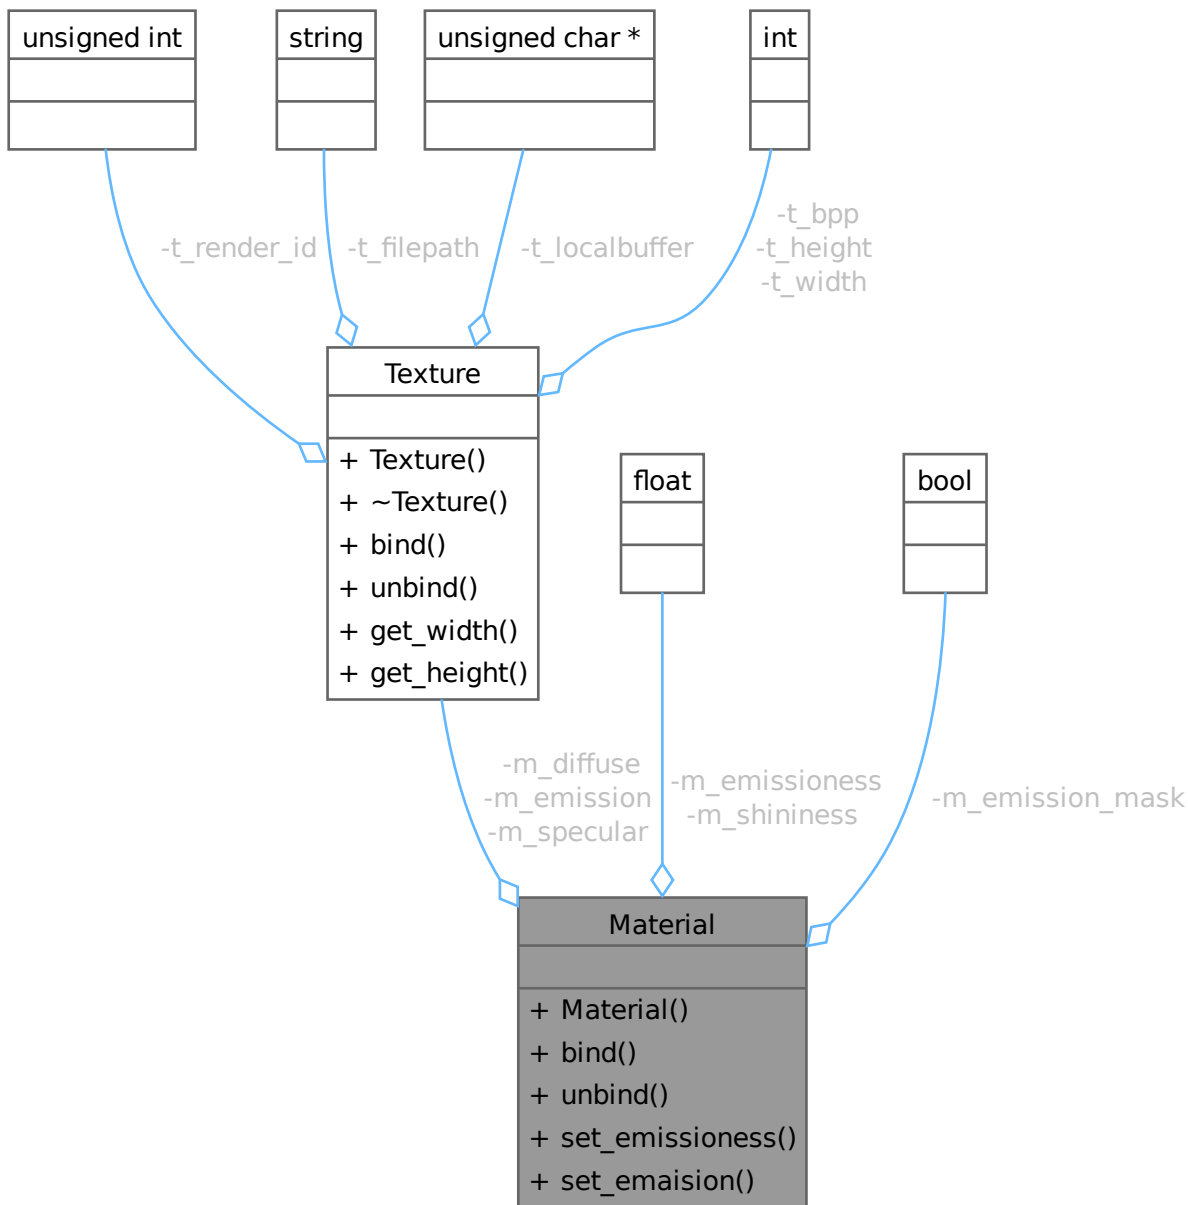 unsigned int
string
unsigned char *
int
-t_render_id
-t_filepath
-t_localbuffer
-t_bpp
-t_height
-t_width
Texture
+ Texture()
+ ~Texture()
+ bind()
+ unbind()
+ get_width()
+ get_height()
float
bool
-m_diffuse
-m_emission
-m_specular
-m_emissioness
-m_shininess
-m_emission_mask
Material
+ Material()
+ bind()
+ unbind()
+ set_emissioness()
+ set_emaision()